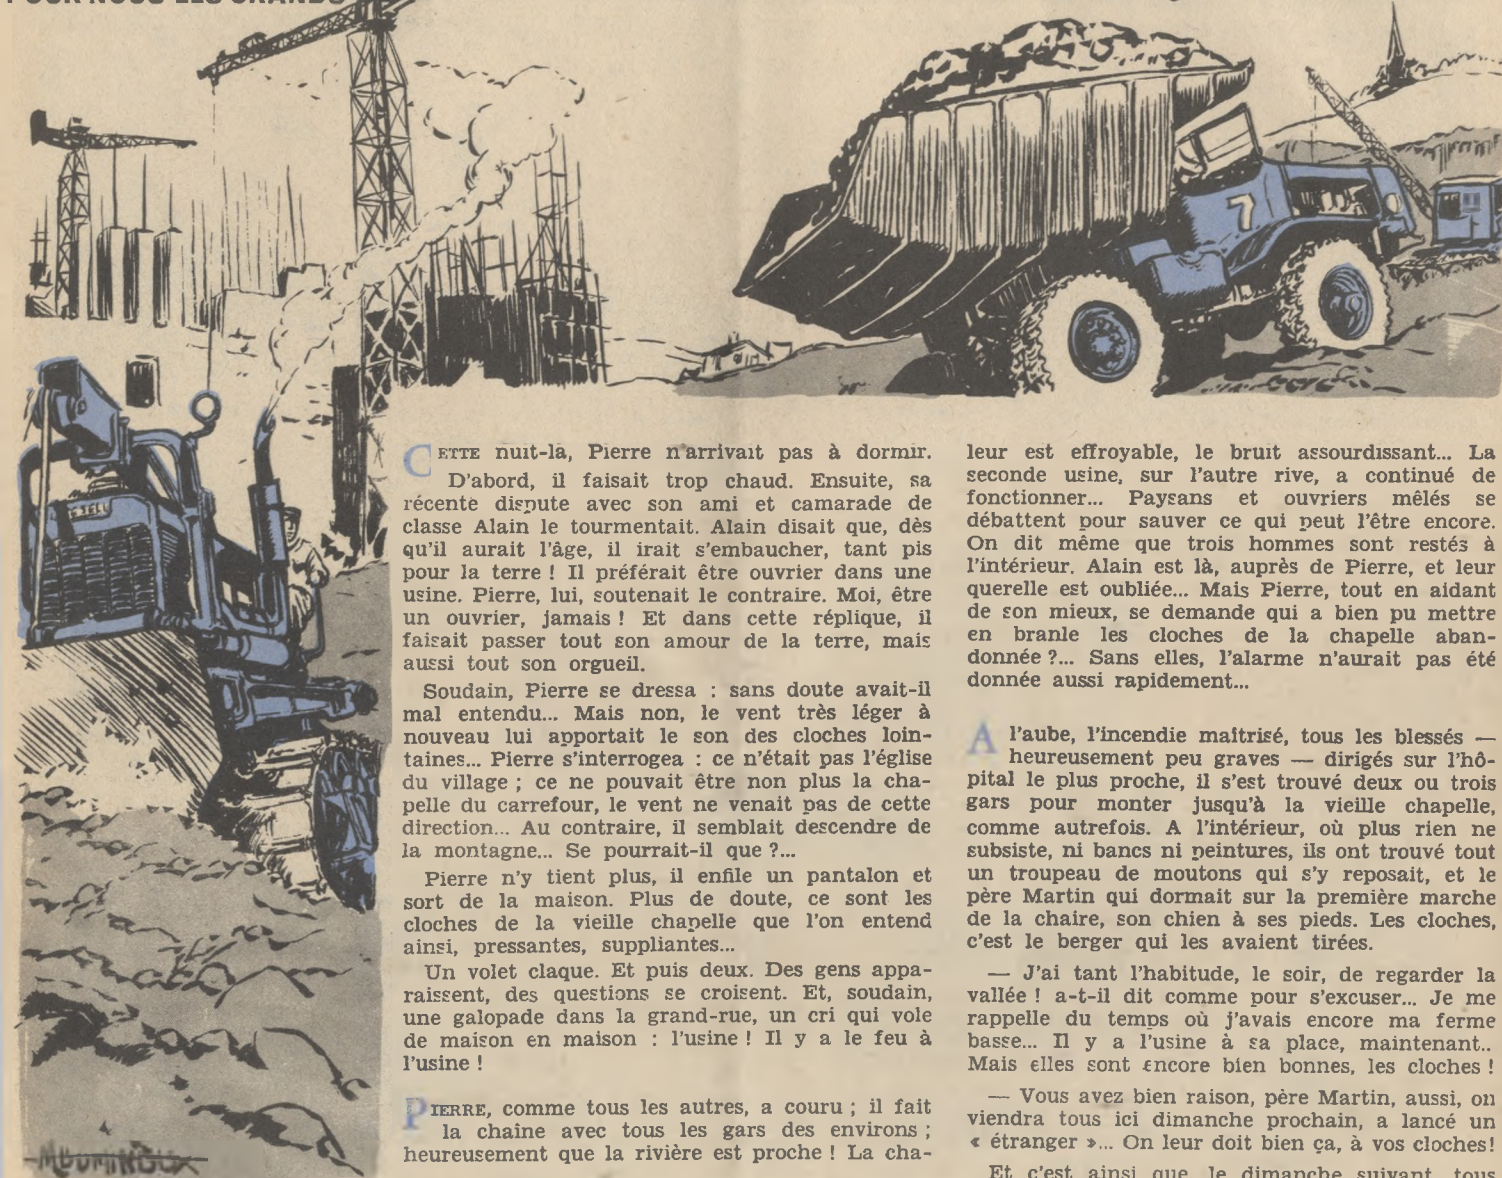 POUR NOUS LES GRANDS
7
CETTE nuit-là, Pierre n'arrivait pas à dormir.
D'abord, il faisait trop chaud. Ensuite, sa
récente dispute avec son ami et camarade de
classe Alain le tourmentait. Alain disait que, dès
qu'il aurait l'âge, il irait s'embaucher, tant pis
pour la terre ! Il préférait être ouvrier dans une
usine. Pierre, lui, soutenait le contraire. Moi, être
un ouvrier, jamais ! Et dans cette réplique, il
faisait passer tout son amour de la terre, mais
aussi tout son orgueil.
Soudain, Pierre se dressa : sans doute avait-il
mal entendu... Mais non, le vent très léger à
nouveau lui apportait le son des cloches loin-
taines... Pierre s'interrogea : ce n'était pas l'église
du village ; ce ne pouvait être non plus la cha-
pelle du carrefour, le vent ne venait pas de cette
direction... Au contraire, il semblait descendre de
la montagne... Se pourrait-il que ?...
Pierre n'y tient plus, il enfile un pantalon et
sort de la maison. Plus de doute, ce sont les
cloches de la vieille chapelle que l'on entend
ainsi, pressantes, suppliantes...
Un volet claque. Et puis deux. Des gens appa-
raissent, des questions se croisent. Et, soudain,
une galopade dans la grand-rue, un cri qui vole
de maison en maison : l'usine ! Il y a le feu à
l'usine !
PIERRE, comme tous les autres, a couru ; il fait
la chaîne avec tous les gars des environs ;
heureusement que la rivière est proche ! La cha-
leur est effroyable, le bruit assourdissant... La
seconde usine, sur l'autre rive, a continué de
fonctionner... Paysans et ouvriers mêlés se
débattent pour sauver ce qui peut l'être encore.
On dit même que trois hommes sont restés à
l'intérieur. Alain est là, auprès de Pierre, et leur
querelle est oubliée... Mais Pierre, tout en aidant
de son mieux, se demande qui a bien pu mettre
en branle les cloches de la chapelle aban-
donnée ?... Sans elles, l'alarme n'aurait pas été
donnée aussi rapidement...
A l'aube, l'incendie maîtrisé, tous les blessés —
heureusement peu graves — dirigés sur l'hô-
pital le plus proche, il s'est trouvé deux ou trois
gars pour monter jusqu'à la vieille chapelle,
comme autrefois. A l'intérieur, où plus rien ne
subsiste, ni bancs ni peintures, ils ont trouvé tout
un troupeau de moutons qui s'y reposait, et le
père Martin qui dormait sur la première marche
de la chaire, son chien à ses pieds. Les cloches,
c'est le berger qui les avaient tirées.
— J'ai tant l'habitude, le soir, de regarder la
vallée ! a-t-il dit comme pour s'excuser... Je me
rappelle du temps où j'avais encore ma ferme
basse... Il y a l'usine à sa place, maintenant..
Mais elles sont encore bien bonnes, les cloches !
— Vous avez bien raison, père Martin, aussi, on
viendra tous ici dimanche prochain, a lancé un
« étranger »... On leur doit bien ça, à vos cloches!
Et c'est ainsi que, le dimanche suivant, tous